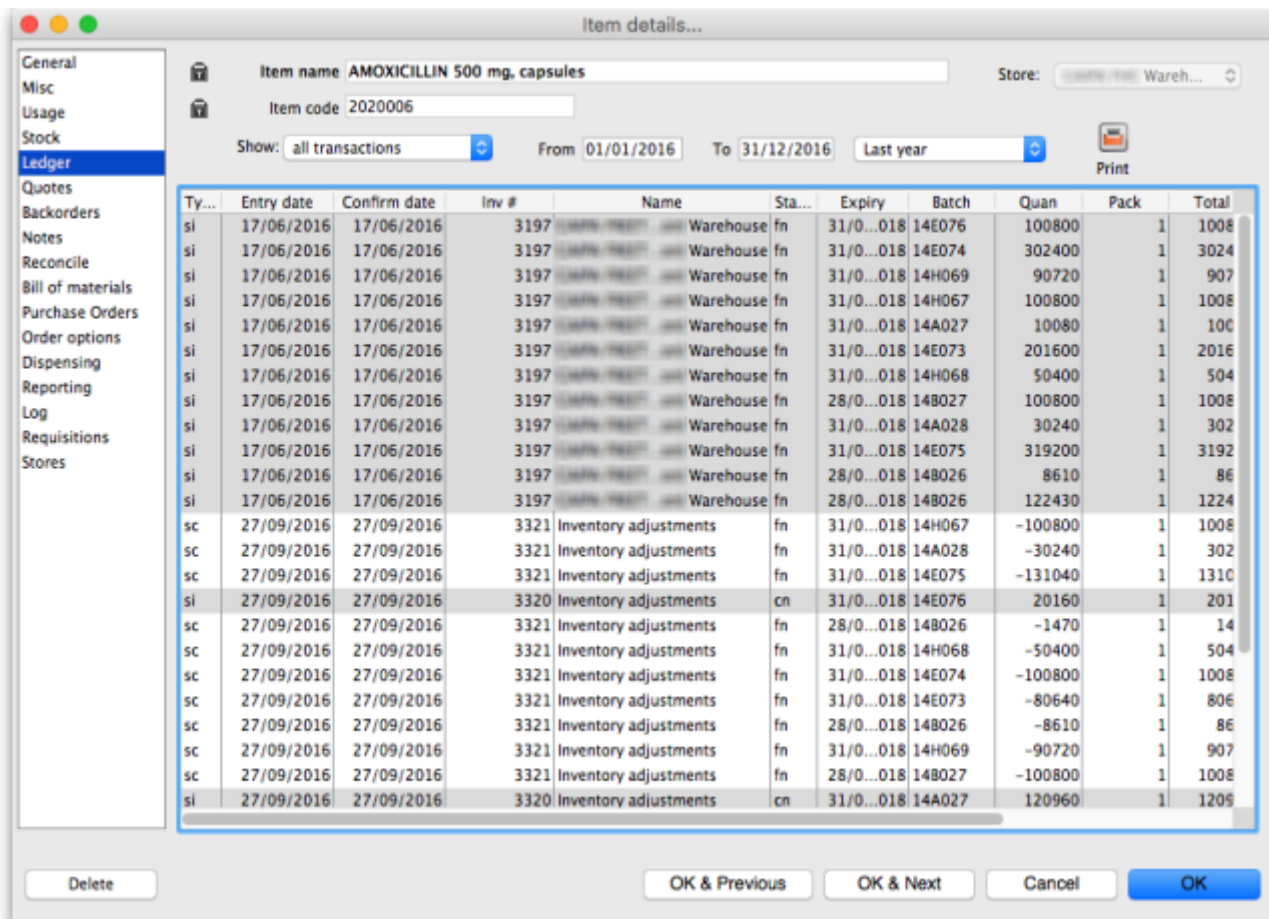 Item details...
General
Misc
Usage
Stock
Ledger
Quotes
Backorders
Notes
Reconcile
Bill of materials
Purchase Orders
Order options
Dispensing
Reporting
Log
Requisitions
Stores
Item name AMOXICILLIN 500 mg, capsules
Store: Wareh...
Item code 2020006
Show: all transactions From 01/01/2016 To 31/12/2016 Last year
Print
Ty... Entry date Confirm date Inv # Name Sta... Expiry Batch Quan Pack Total
si 17/06/2016 17/06/2016 3197 Warehouse fn 31/0...018 14E076 100800 1 1008
si 17/06/2016 17/06/2016 3197 Warehouse fn 31/0...018 14E074 302400 1 3024
si 17/06/2016 17/06/2016 3197 Warehouse fn 31/0...018 14H069 90720 1 907
si 17/06/2016 17/06/2016 3197 Warehouse fn 31/0...018 14H067 100800 1 1008
si 17/06/2016 17/06/2016 3197 Warehouse fn 31/0...018 14A027 10080 1 100
si 17/06/2016 17/06/2016 3197 Warehouse fn 31/0...018 14E073 201600 1 2016
si 17/06/2016 17/06/2016 3197 Warehouse fn 31/0...018 14H068 50400 1 504
si 17/06/2016 17/06/2016 3197 Warehouse fn 28/0...018 14B027 100800 1 1008
si 17/06/2016 17/06/2016 3197 Warehouse fn 31/0...018 14A028 30240 1 302
si 17/06/2016 17/06/2016 3197 Warehouse fn 31/0...018 14E075 319200 1 3192
si 17/06/2016 17/06/2016 3197 Warehouse fn 28/0...018 14B026 8610 1 86
si 17/06/2016 17/06/2016 3197 Warehouse fn 28/0...018 14B026 122430 1 1224
sc 27/09/2016 27/09/2016 3321 Inventory adjustments fn 31/0...018 14H067 -100800 1 1008
sc 27/09/2016 27/09/2016 3321 Inventory adjustments fn 31/0...018 14A028 -30240 1 302
sc 27/09/2016 27/09/2016 3321 Inventory adjustments fn 31/0...018 14E075 -131040 1 1310
si 27/09/2016 27/09/2016 3320 Inventory adjustments cn 31/0...018 14E076 20160 1 201
sc 27/09/2016 27/09/2016 3321 Inventory adjustments fn 28/0...018 14B026 -1470 1 14
sc 27/09/2016 27/09/2016 3321 Inventory adjustments fn 31/0...018 14H068 -50400 1 504
sc 27/09/2016 27/09/2016 3321 Inventory adjustments fn 31/0...018 14E074 -100800 1 1008
sc 27/09/2016 27/09/2016 3321 Inventory adjustments fn 31/0...018 14E073 -80640 1 806
sc 27/09/2016 27/09/2016 3321 Inventory adjustments fn 28/0...018 14B026 -8610 1 86
sc 27/09/2016 27/09/2016 3321 Inventory adjustments fn 31/0...018 14H069 -90720 1 907
sc 27/09/2016 27/09/2016 3321 Inventory adjustments fn 28/0...018 14B027 -100800 1 1008
si 27/09/2016 27/09/2016 3320 Inventory adjustments cn 31/0...018 14A027 120960 1 1209
Delete OK & Previous OK & Next Cancel OK